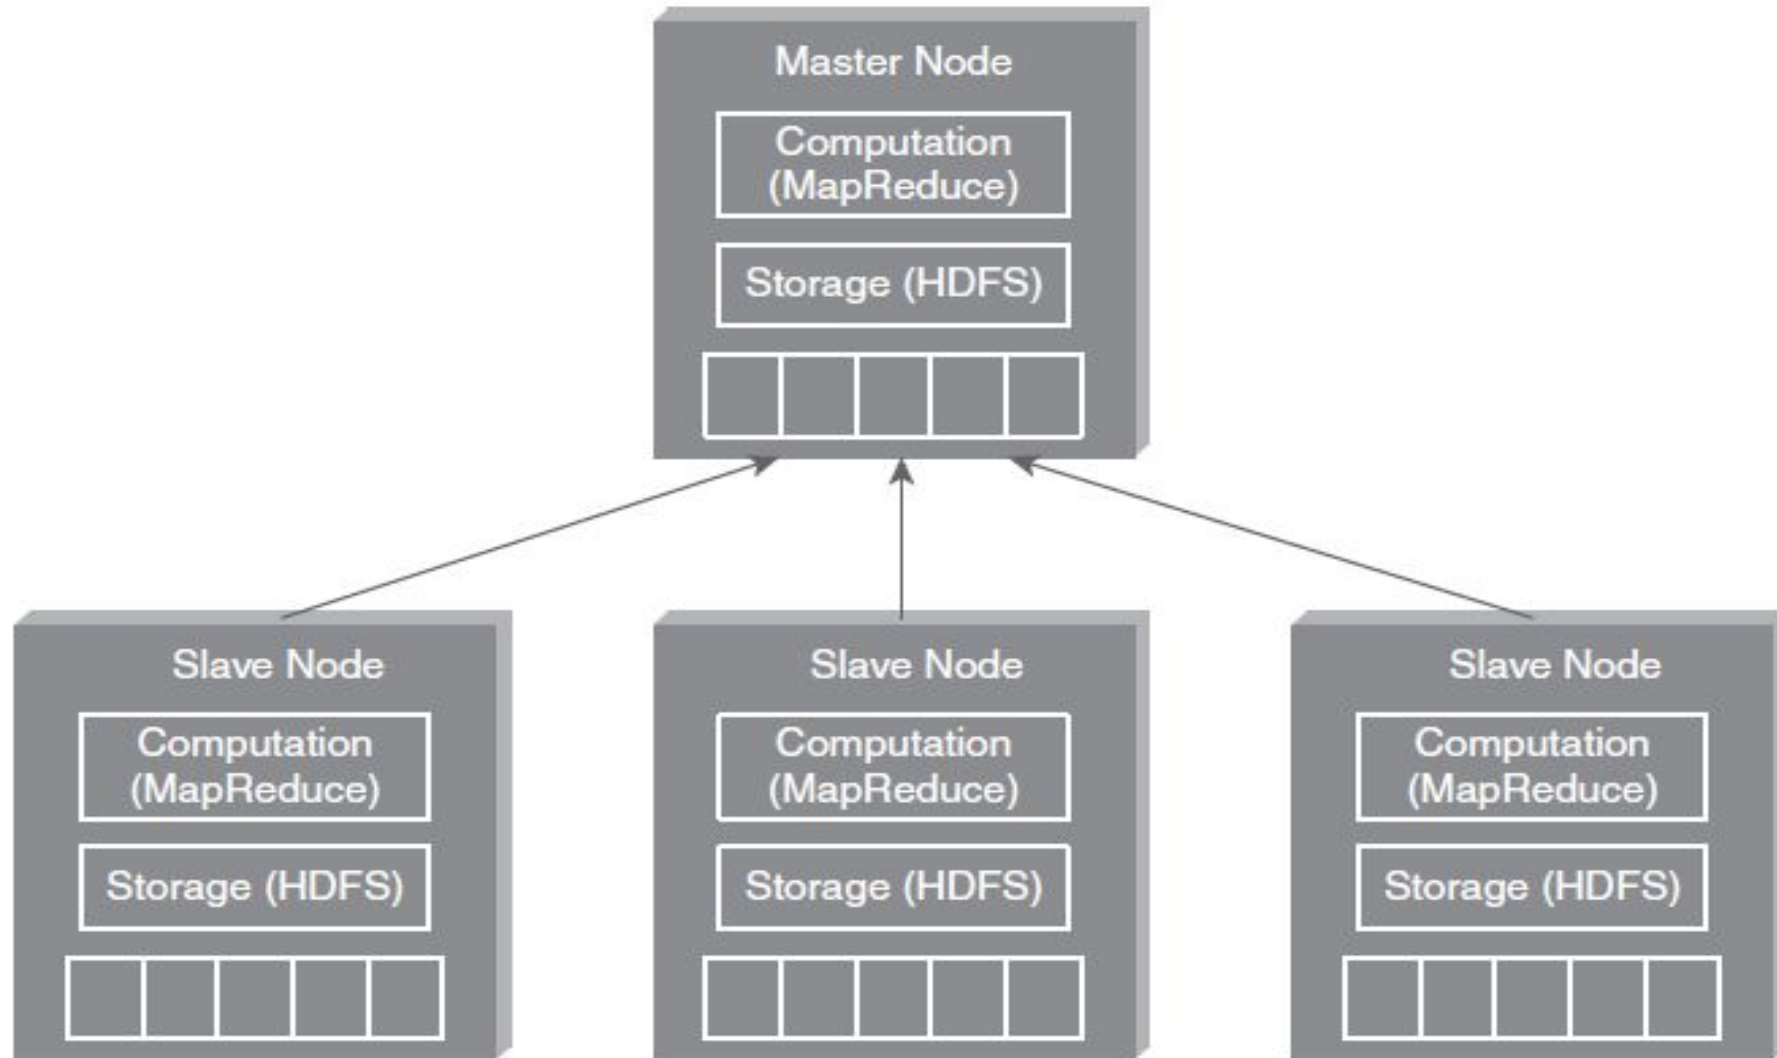 Master Node
Computation
(MapReduce)
Storage (HDFS)
Slave Node
Computation
(MapReduce)
Storage (HDFS)
Slave Node
Computation
(MapReduce)
Storage (HDFS)
Slave Node
Computation
(MapReduce)
Storage (HDFS)